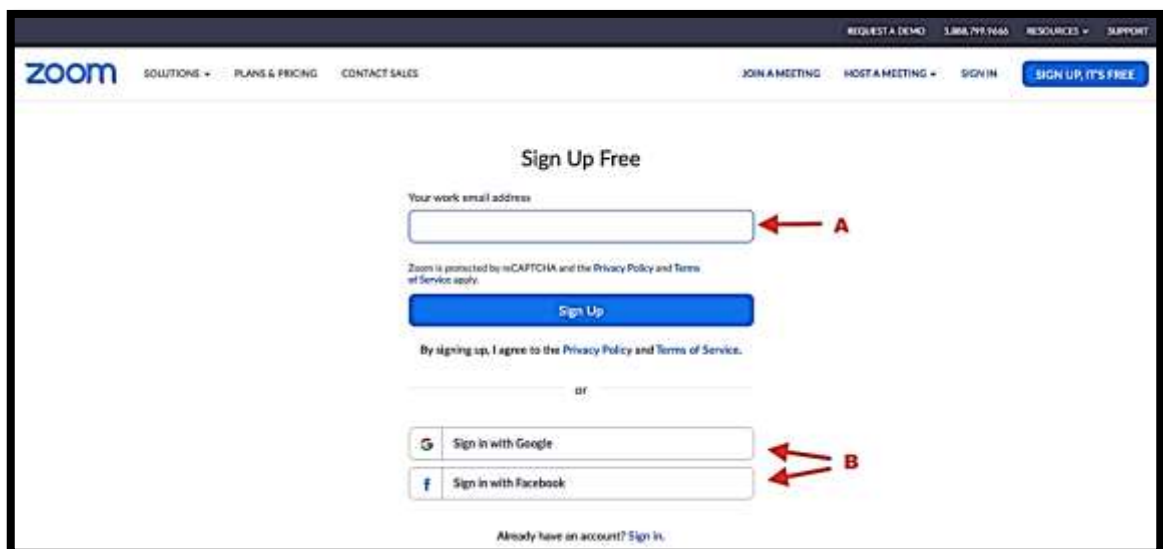 REQUEST A DEMO 1.888.799.9666 RESOURCES SUPPORT
zoom SOLUTIONS PLANS & PRICING CONTACT SALES JOIN A MEETING HOST A MEETING SIGN IN SIGN UP, IT'S FREE
Sign Up Free
Your work email address
A
Zoom is protected by reCAPTCHA and the Privacy Policy and Terms
of Service apply.
Sign Up
By signing up, I agree to the Privacy Policy and Terms of Service.
or
G Sign in with Google
B
f Sign in with Facebook
Already have an account? Sign in.